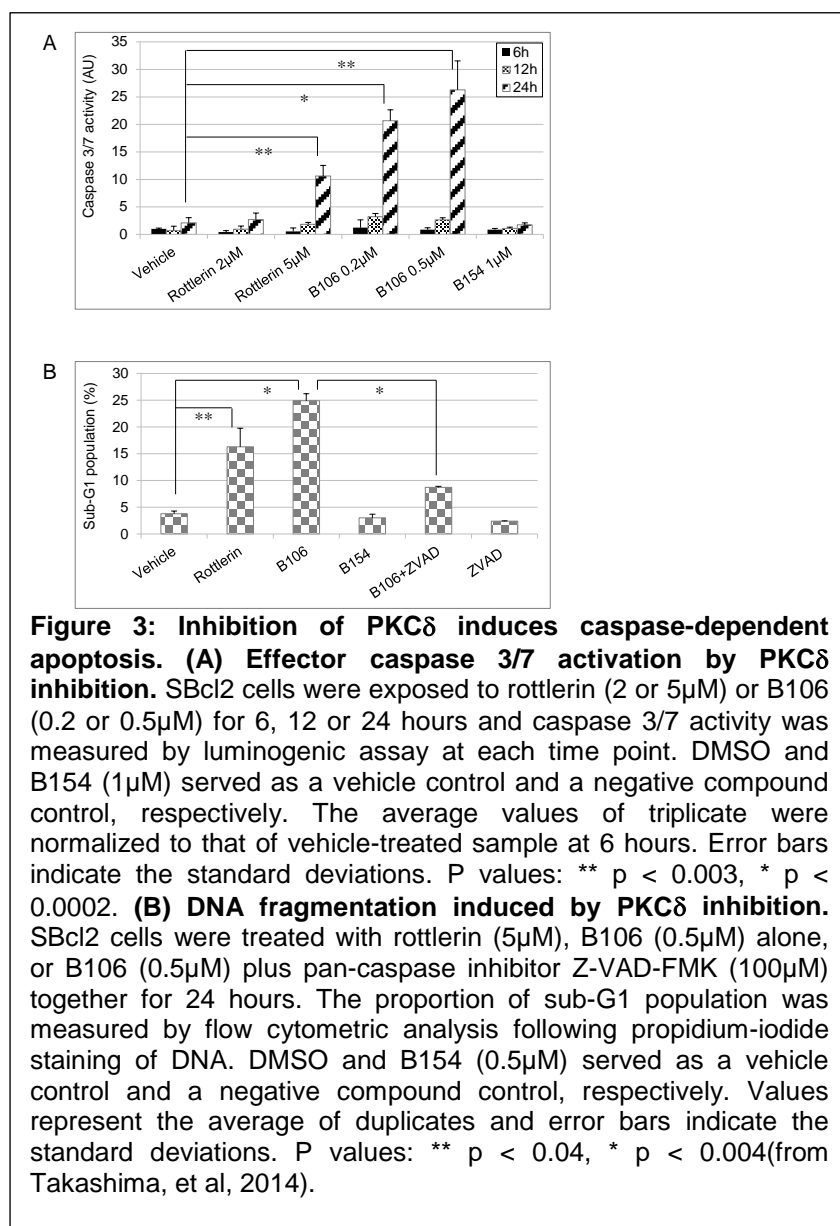 A
Caspase 3/7 activity (AU)
35
30
25
20
15
10
5
0
6h
12h
24h
**
*
**
Vehicle
Rottlerin 2µM
Rottlerin 5µM
B106 0.2µM
B106 0.5µM
B154 1µM
B
Sub-G1 population (%)
30
25
20
15
10
5
0
*
*
**
Vehicle
Rottlerin
B106
B154
B106+ZVAD
ZVAD
Figure 3: Inhibition of PKCδ induces caspase-dependent
apoptosis. (A) Effector caspase 3/7 activation by PKCδ
inhibition. SBcl2 cells were exposed to rottlerin (2 or 5µM) or B106
(0.2 or 0.5µM) for 6, 12 or 24 hours and caspase 3/7 activity was
measured by luminogenic assay at each time point. DMSO and
B154 (1µM) served as a vehicle control and a negative compound
control, respectively. The average values of triplicate were
normalized to that of vehicle-treated sample at 6 hours. Error bars
indicate the standard deviations. P values: ** p < 0.003, * p <
0.0002. (B) DNA fragmentation induced by PKCδ inhibition.
SBcl2 cells were treated with rottlerin (5µM), B106 (0.5µM) alone,
or B106 (0.5µM) plus pan-caspase inhibitor Z-VAD-FMK (100µM)
together for 24 hours. The proportion of sub-G1 population was
measured by flow cytometric analysis following propidium-iodide
staining of DNA. DMSO and B154 (0.5µM) served as a vehicle
control and a negative compound control, respectively. Values
represent the average of duplicates and error bars indicate the
standard deviations. P values: ** p < 0.04, * p < 0.004(from
Takashima, et al, 2014).